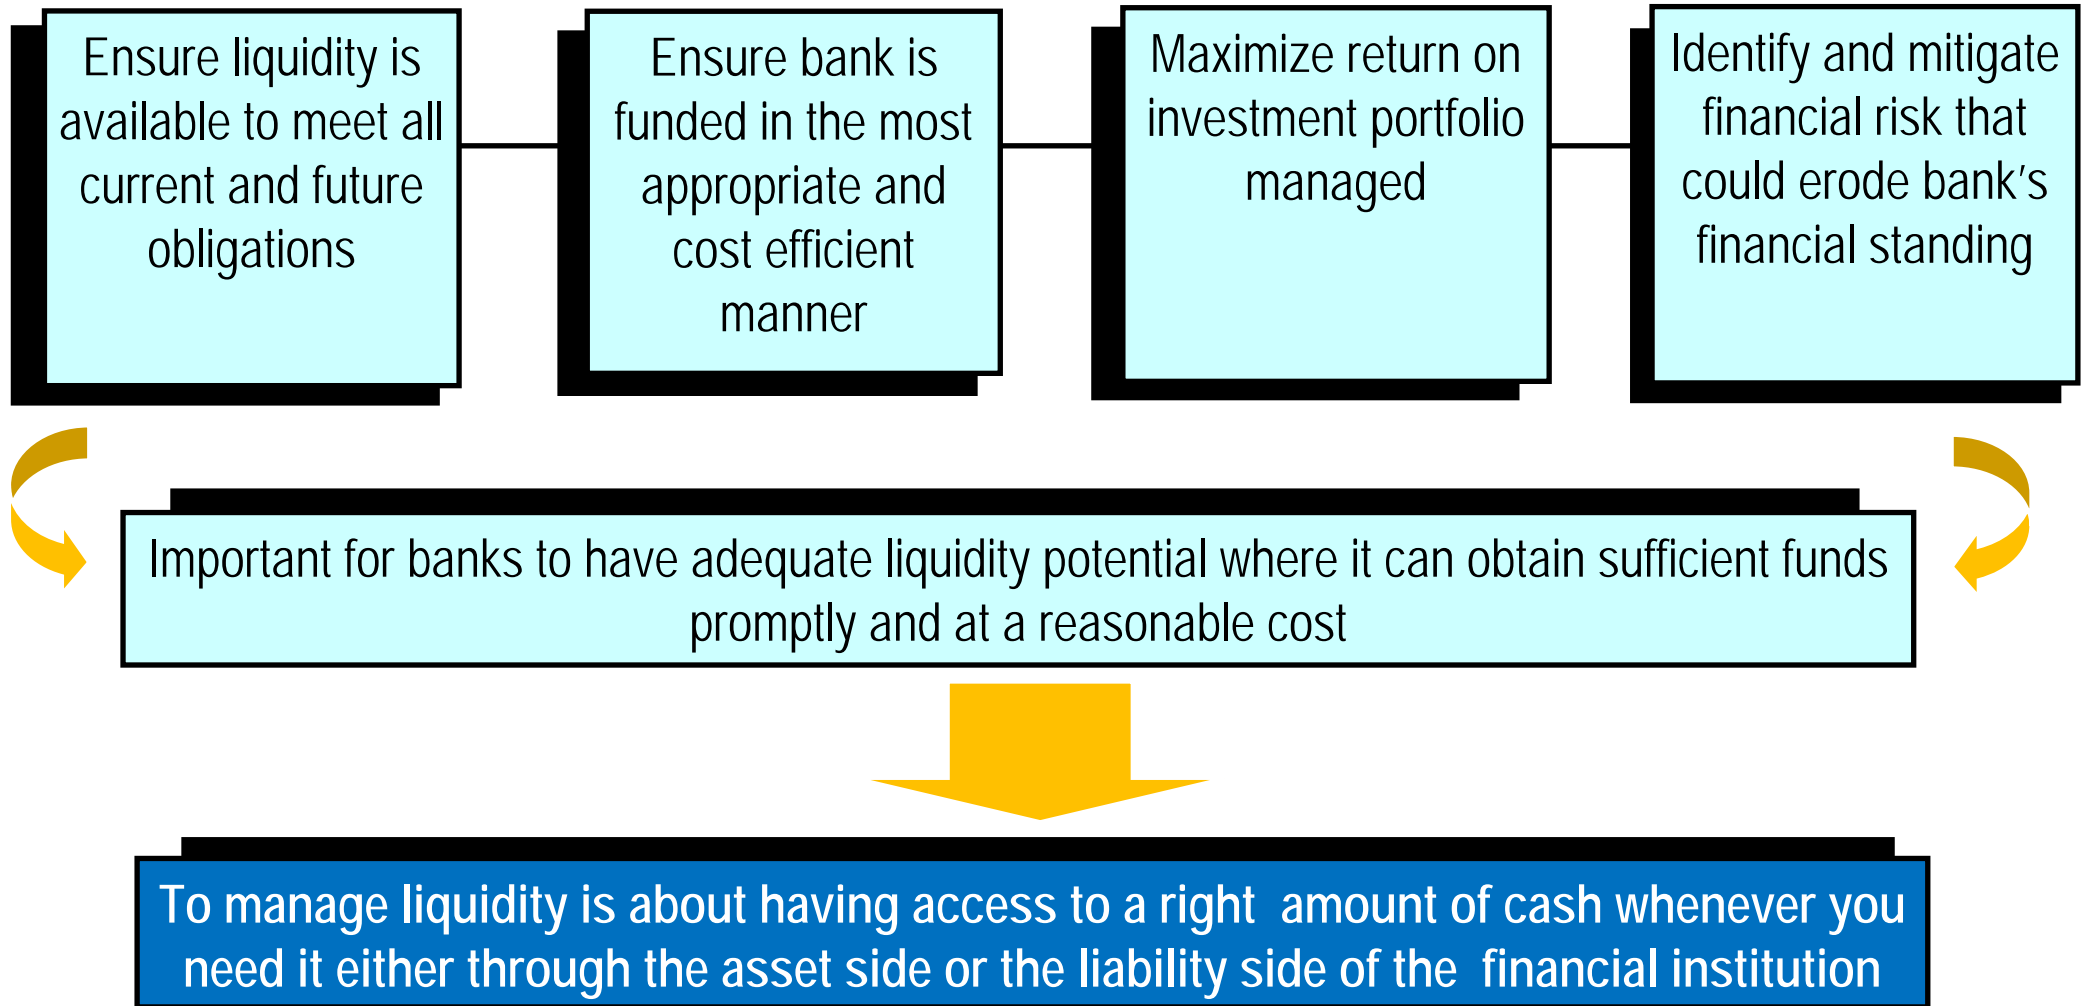 Ensure liquidity is
available to meet all
current and future
obligations
Ensure bank is
funded in the most
appropriate and
cost efficient
manner
Maximize return on
investment portfolio
managed
Identify and mitigate
financial risk that
could erode bank's
financial standing
Important for banks to have adequate liquidity potential where it can obtain sufficient funds
promptly and at a reasonable cost
To manage liquidity is about having access to a right  amount of cash whenever you
need it either through the asset side or the liability side of the  financial institution